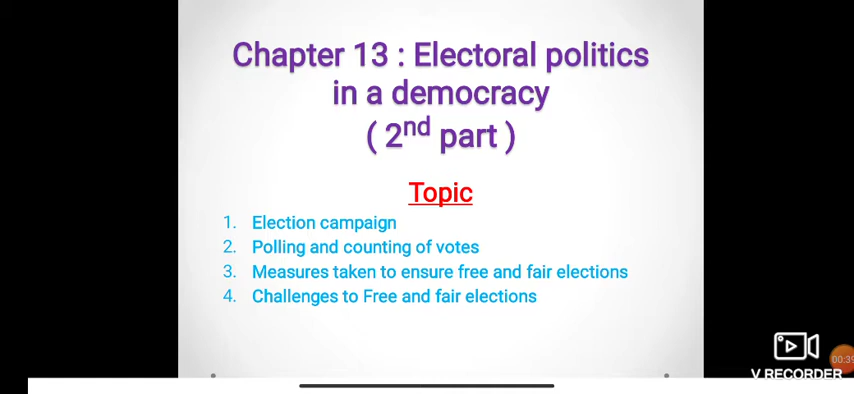 Chapter 13 : Electoral politics
in a democracy
( 2nd part )
Topic
1. Election campaign
2. Polling and counting of votes
3. Measures taken to ensure free and fair elections
4. Challenges to Free and fair elections
00:39
V RECORDER